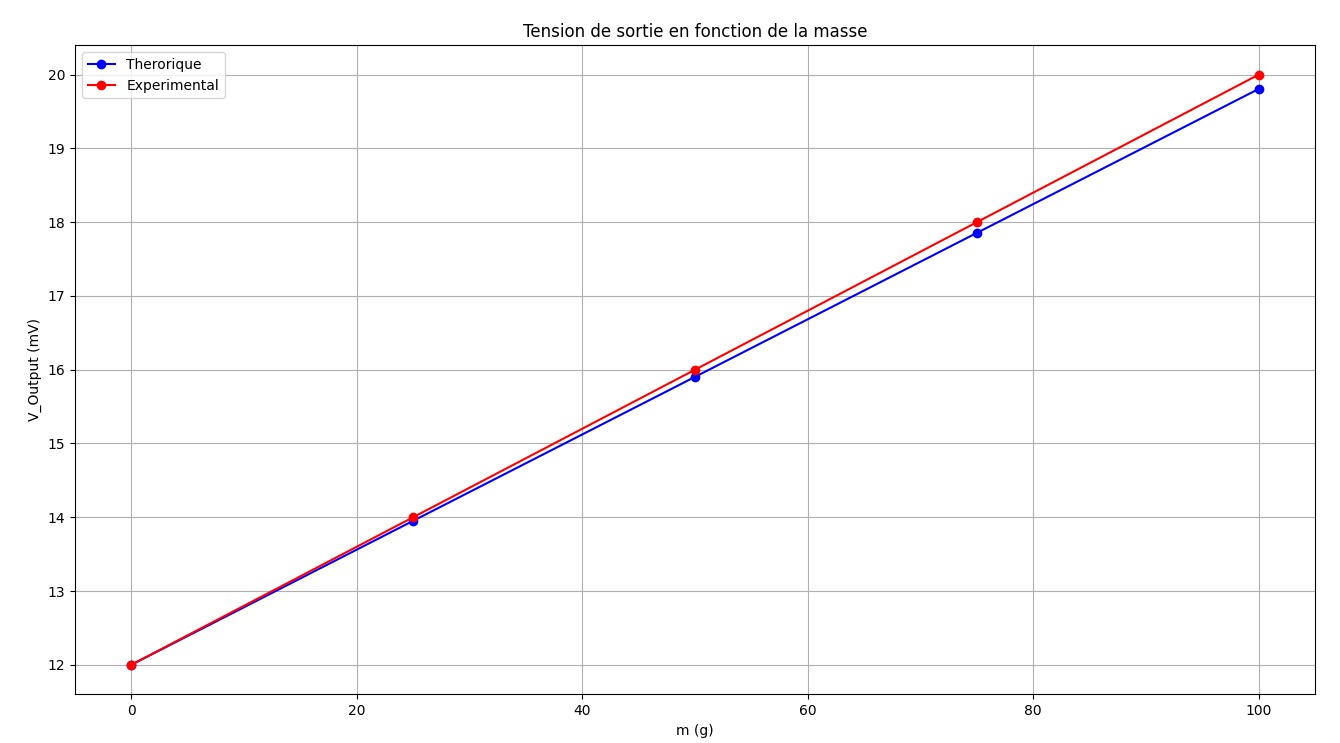 Tension de sortie en fonction de la masse
Therorique
Experimental
20
19
18
17
16
15
14
13
12
V_Output (mV)
0 20 40 60 80 100
m (g)